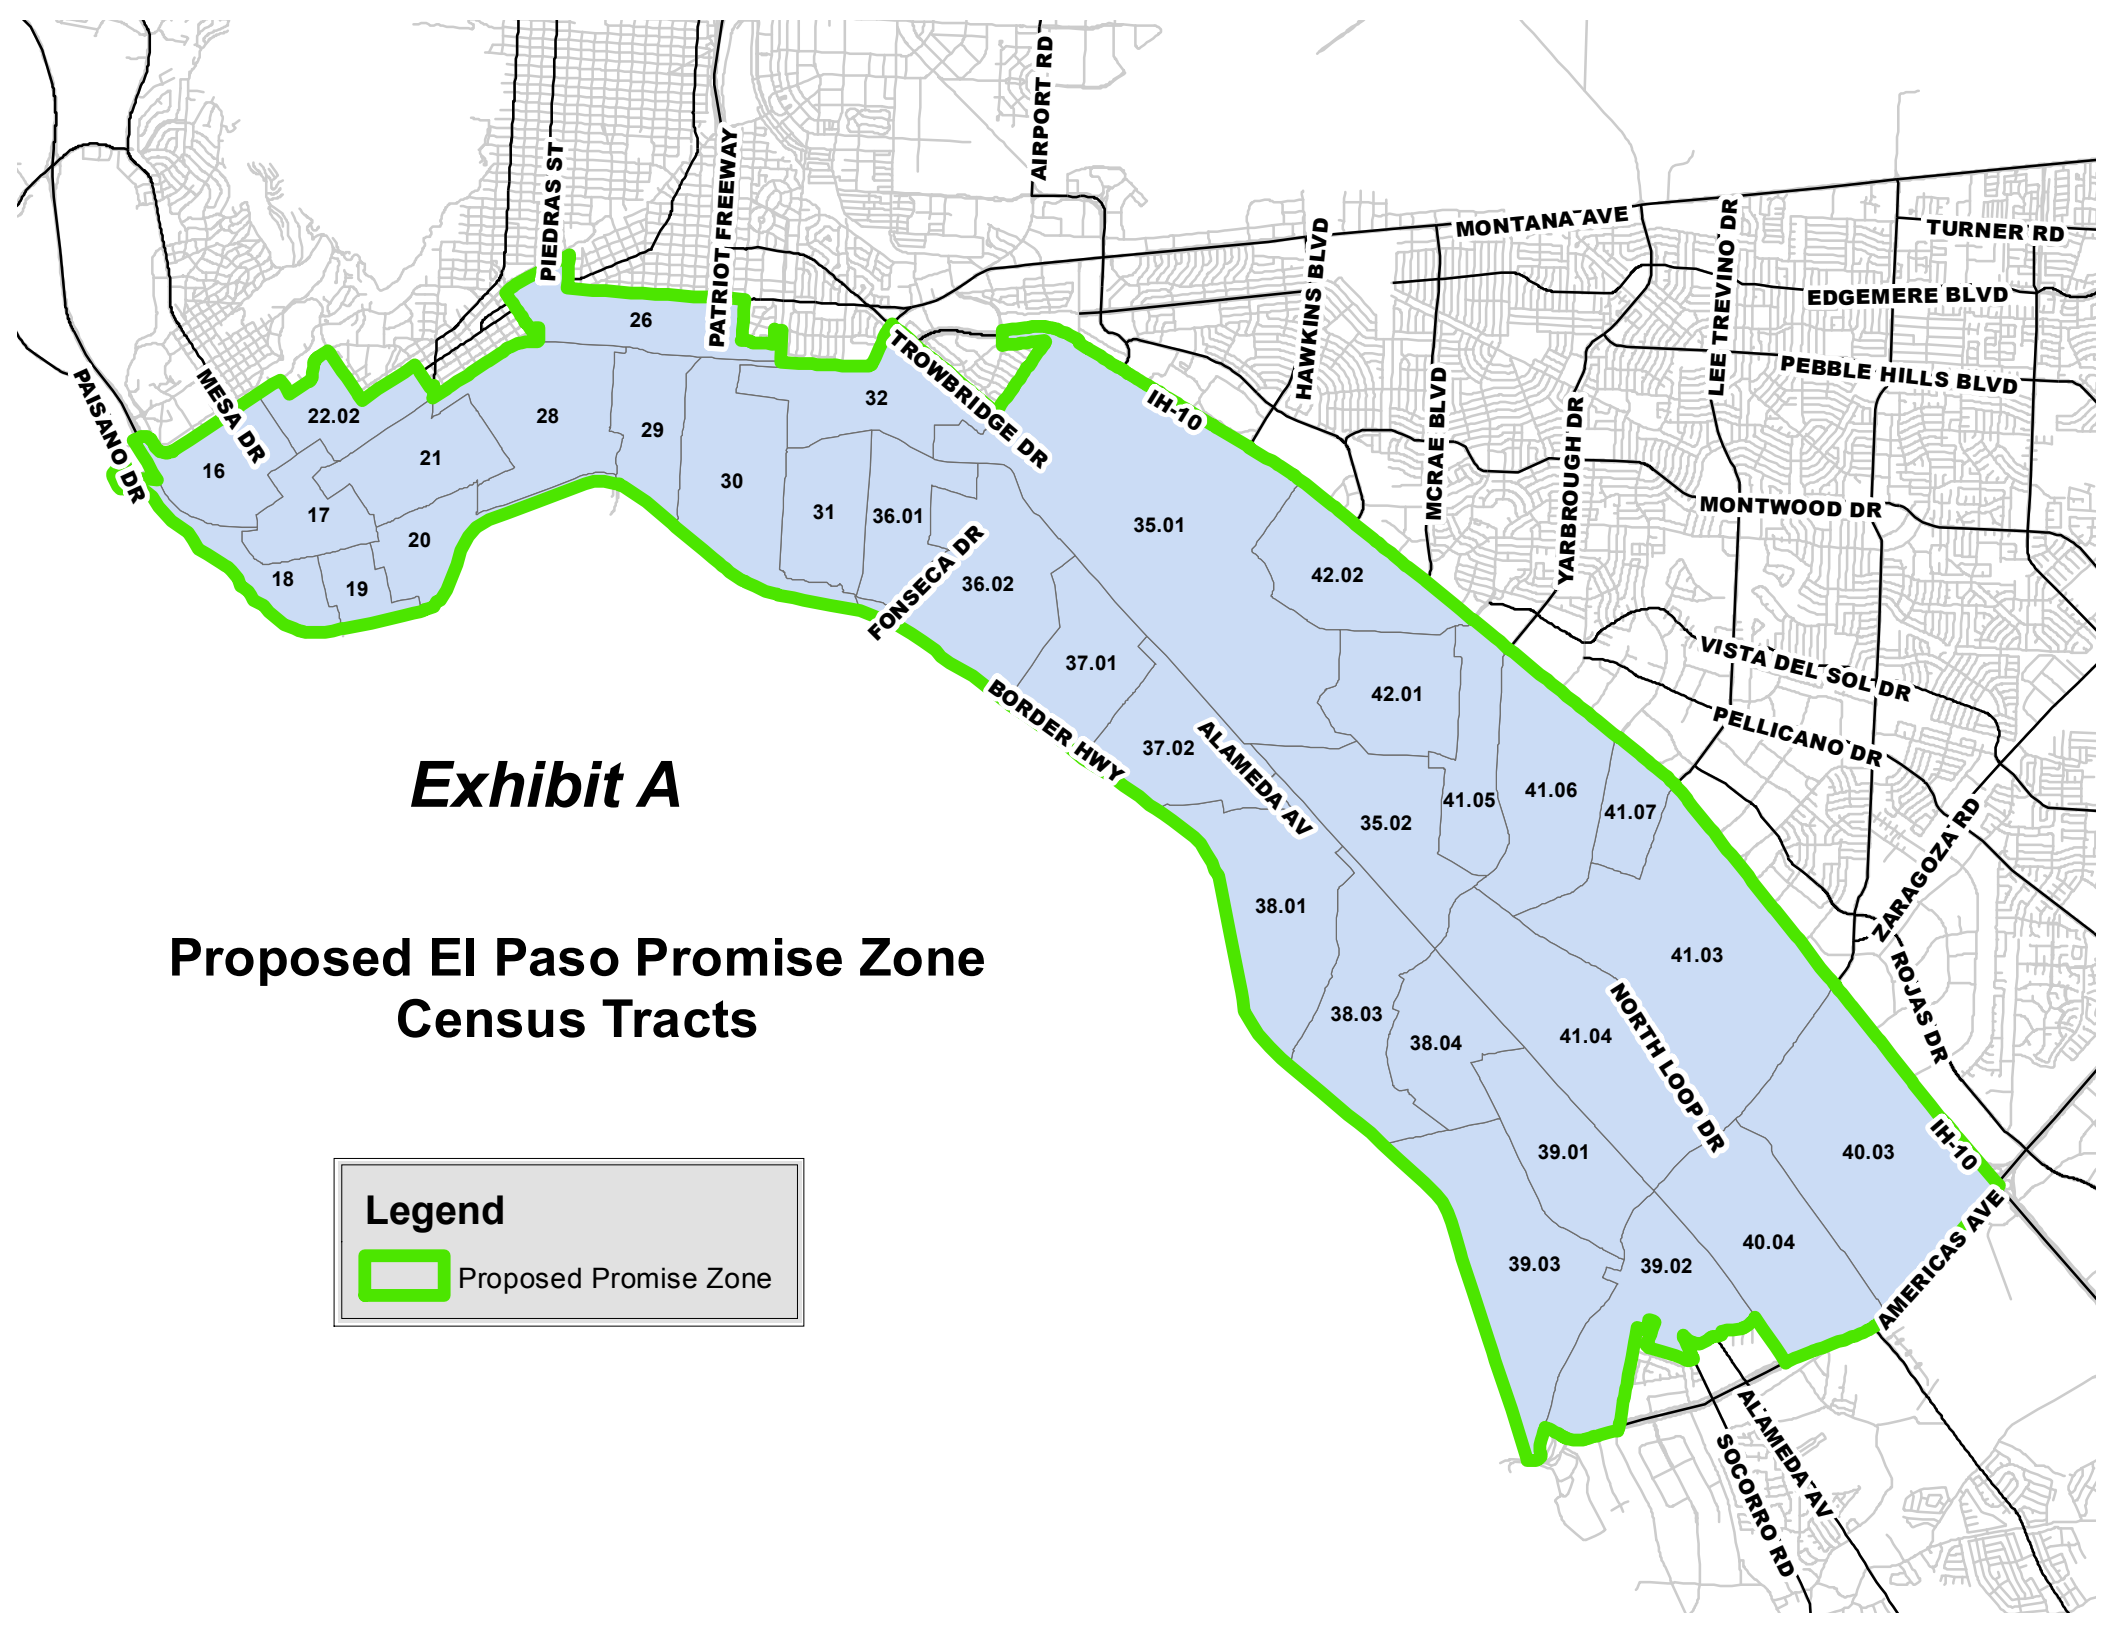 AIRPORT RD
PIEDRAS ST
PATRIOT FREEWAY
MONTANA AVE
HAWKINS BLVD
LEE TREVINO DR
TURNER RD
EDGEMERE BLVD
PEBBLE HILLS BLVD
PAISANO DR
MESA DR
TROWBRIDGE DR
IH-10
MCRAE BLVD
YARBROUGH DR
MONTWOOD DR
26
22.02
28
29
32
16
21
30
17
20
31
36.01
35.01
18
19
FONSECA DR
36.02
42.02
VISTA DEL SOL DR
37.01
42.01
PELLICANO DR
BORDER HWY
37.02
ALAMEDA AV
41.05
41.06
41.07
35.02
ZARAGOZA RD
Exhibit A
38.01
Proposed El Paso Promise Zone
Census Tracts
41.03
ROJAS DR
38.03
38.04
41.04
NORTH LOOP DR
39.01
40.03
IH-10
39.03
39.02
40.04
AMERICAS AVE
Legend
Proposed Promise Zone
ALAMEDA AV
SOCORRO RD